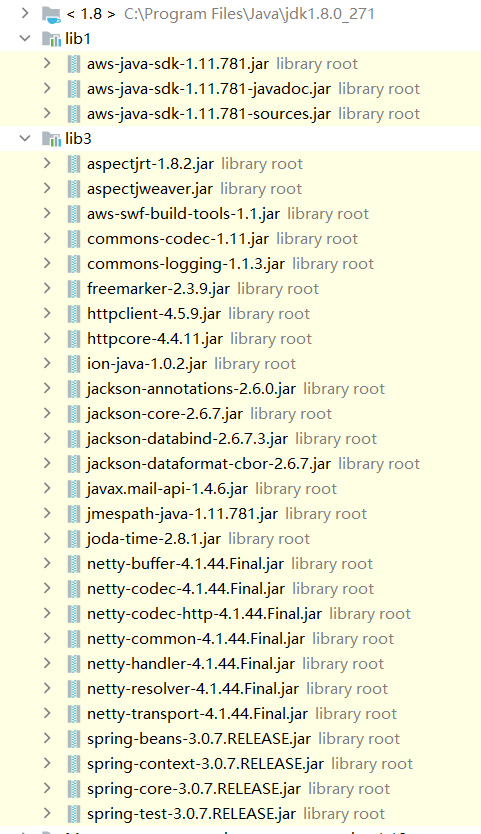 < 1.8 > C:\Program Files\Java\jdk1.8.0_271
lib1
aws-java-sdk-1.11.781.jar library root
aws-java-sdk-1.11.781-javadoc.jar library root
aws-java-sdk-1.11.781-sources.jar library root
lib3
aspectjrt-1.8.2.jar library root
aspectjweaver.jar library root
aws-swf-build-tools-1.1.jar library root
commons-codec-1.11.jar library root
commons-logging-1.1.3.jar library root
freemarker-2.3.9.jar library root
httpclient-4.5.9.jar library root
httpcore-4.4.11.jar library root
ion-java-1.0.2.jar library root
jackson-annotations-2.6.0.jar library root
jackson-core-2.6.7.jar library root
jackson-databind-2.6.7.3.jar library root
jackson-dataformat-cbor-2.6.7.jar library root
javax.mail-api-1.4.6.jar library root
jmespath-java-1.11.781.jar library root
joda-time-2.8.1.jar library root
netty-buffer-4.1.44.Final.jar library root
netty-codec-4.1.44.Final.jar library root
netty-codec-http-4.1.44.Final.jar library root
netty-common-4.1.44.Final.jar library root
netty-handler-4.1.44.Final.jar library root
netty-resolver-4.1.44.Final.jar library root
netty-transport-4.1.44.Final.jar library root
spring-beans-3.0.7.RELEASE.jar library root
spring-context-3.0.7.RELEASE.jar library root
spring-core-3.0.7.RELEASE.jar library root
spring-test-3.0.7.RELEASE.jar library root